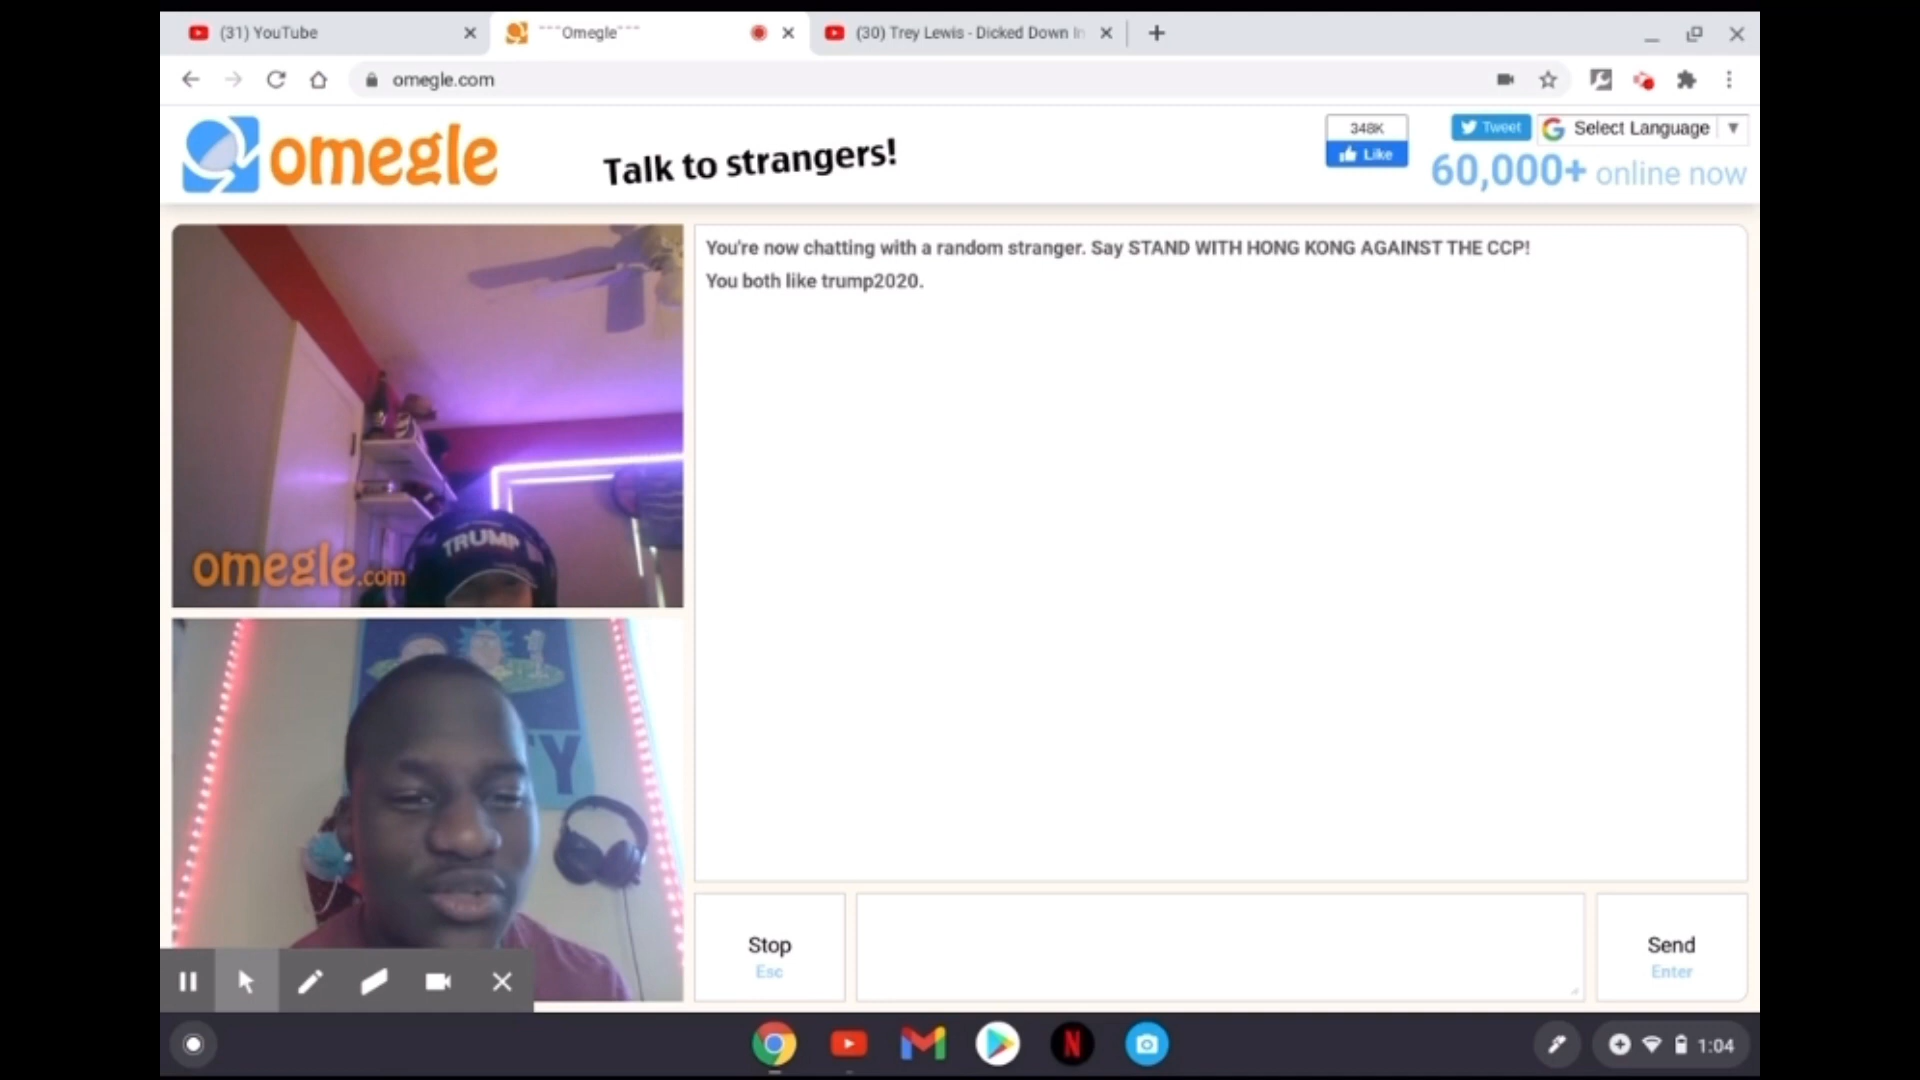 (31) YouTube
~~~Omegle~~~
(30) Trey Lewis - Dicked Down In
omegle.com
omegle
Talk to strangers!
348K
Like
Tweet
Select Language
60,000+ online now
You're now chatting with a random stranger. Say STAND WITH HONG KONG AGAINST THE CCP!
You both like trump2020.
TRUMP
omegle.com
TY
Stop
Esc
Send
Enter
1:04